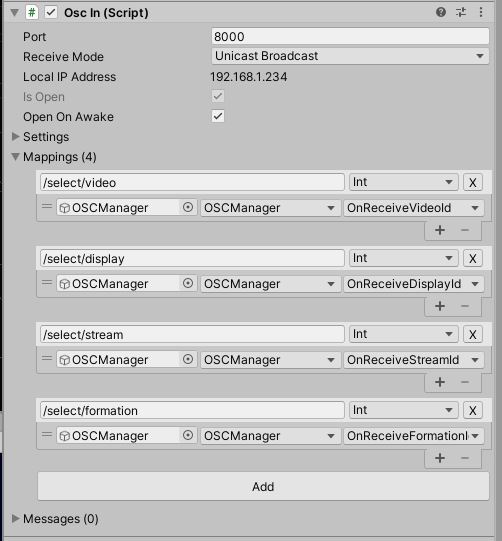 Osc In (Script)
Port 8000
Receive Mode Unicast Broadcast
Local IP Address 192.168.1.234
Is Open
Open On Awake
Settings
Mappings (4)
/select/video Int X
OSCManager OSCManager OnReceiveVideoId
+ −
/select/display Int X
OSCManager OSCManager OnReceiveDisplayId
+ −
/select/stream Int X
OSCManager OSCManager OnReceiveStreamId
+ −
/select/formation Int X
OSCManager OSCManager OnReceiveFormationI
+ −
Add
Messages (0)